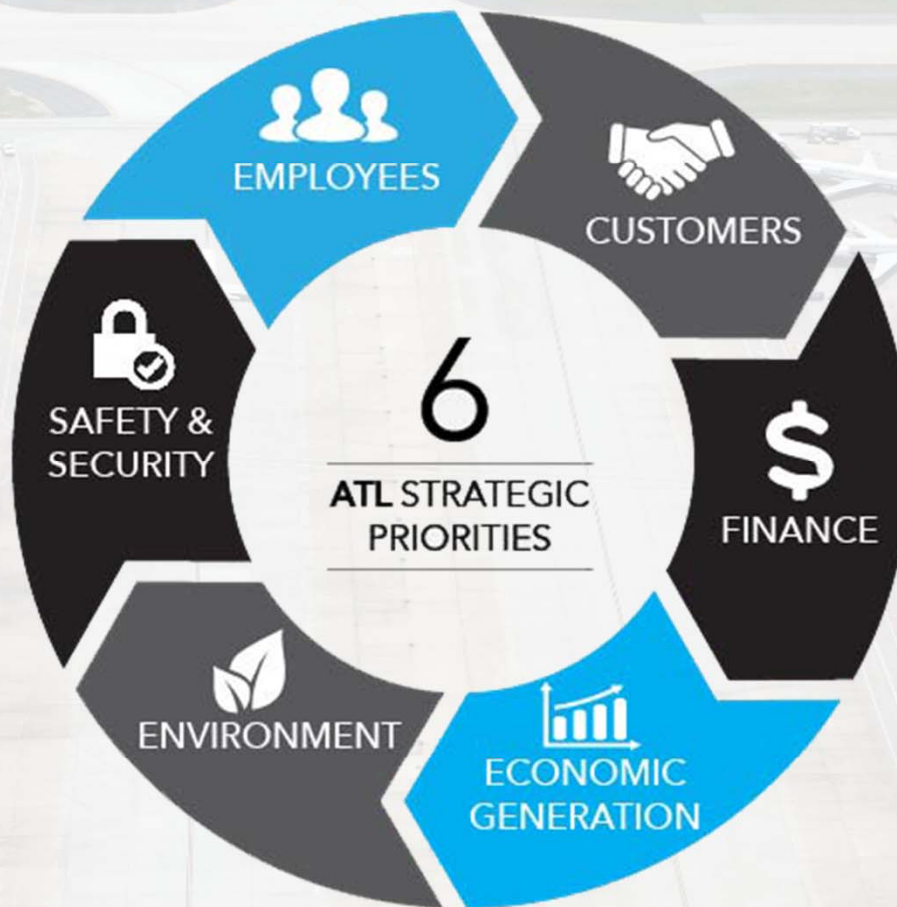 EMPLOYEES
CUSTOMERS
SAFETY &
SECURITY
6
ATL STRATEGIC
PRIORITIES
$
FINANCE
ENVIRONMENT
ECONOMIC
GENERATION